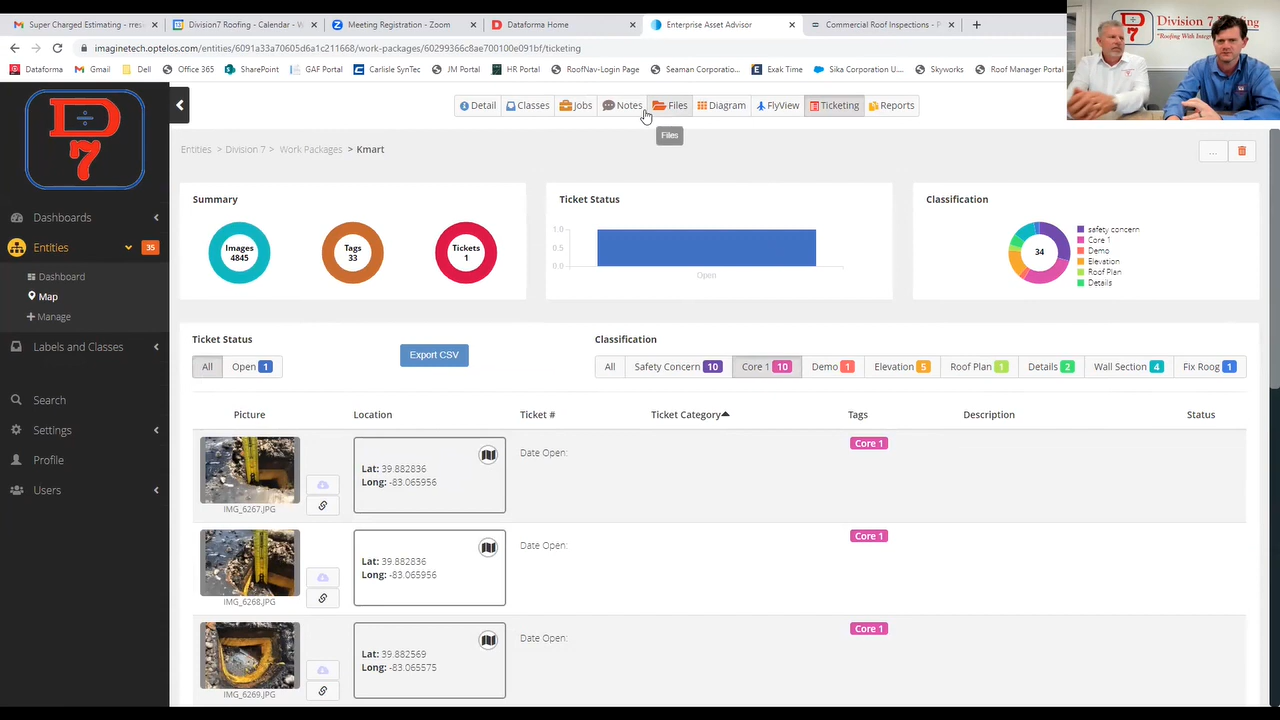 Super Charged Estimating - rrese
Division7 Roofing - Calendar - W
Meeting Registration - Zoom
Dataforma Home
Enterprise Asset Advisor
Commercial Roof Inspections - P
imaginetech.optelos.com/entities/6091a33a70605d6a1c211668/work-packages/
/ticketing
Dataforma
Gmail
Dell
Office 365
SharePoint
GAF Portal
Carlisle SynTec
JM Portal
HR Portal
RoofNav-Login Page
Seaman Corporatio...
Exak Time
Sika Corporation U....
Skyworks
Roof Manager Portal
Division 7 Roofing
"Roofing With Integri
D
÷
7
Detail
Classes
Jobs
Notes
Files
Diagram
FlyView
Ticketing
Reports
Files
Entities > Division 7 > Work Packages > Kmart
...
Dashboards
Entities
35
Dashboard
Map
Manage
Labels and Classes
Search
Settings
Profile
Users
Summary
Images
4845
Tags
33
Tickets
1
Ticket Status
1.0
0.5
0.0
Open
Classification
34
safety concern
Core 1
Demo
Elevation
Roof Plan
Details
Ticket Status
All
Open 1
Export CSV
Classification
All
Safety Concern 10
Core 1 10
Demo 1
Elevation 5
Roof Plan 1
Details 2
Wall Section 4
Fix Roog 1
Picture
Location
Ticket #
Ticket Category
Tags
Description
Status
IMG_6267.JPG
Lat: 39.882836
Long: -83.065956
Date Open:
Core 1
IMG_6268.JPG
Lat: 39.882836
Long: -83.065956
Date Open:
Core 1
IMG_6269.JPG
Lat: 39.882569
Long: -83.065575
Date Open:
Core 1